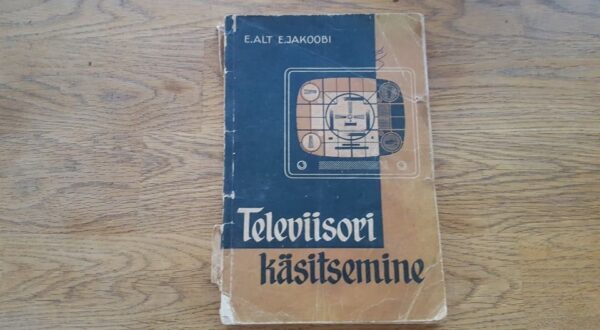 E. ALT E. JAKOOBI
Televiisori
käsitsemine